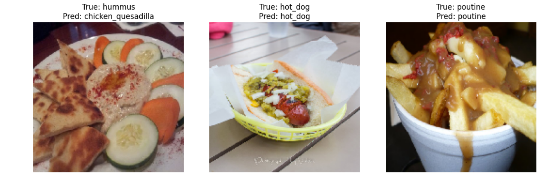 True: hummus
Pred: chicken_quesadilla
True: hot_dog
Pred: hot_dog
True: poutine
Pred: poutine